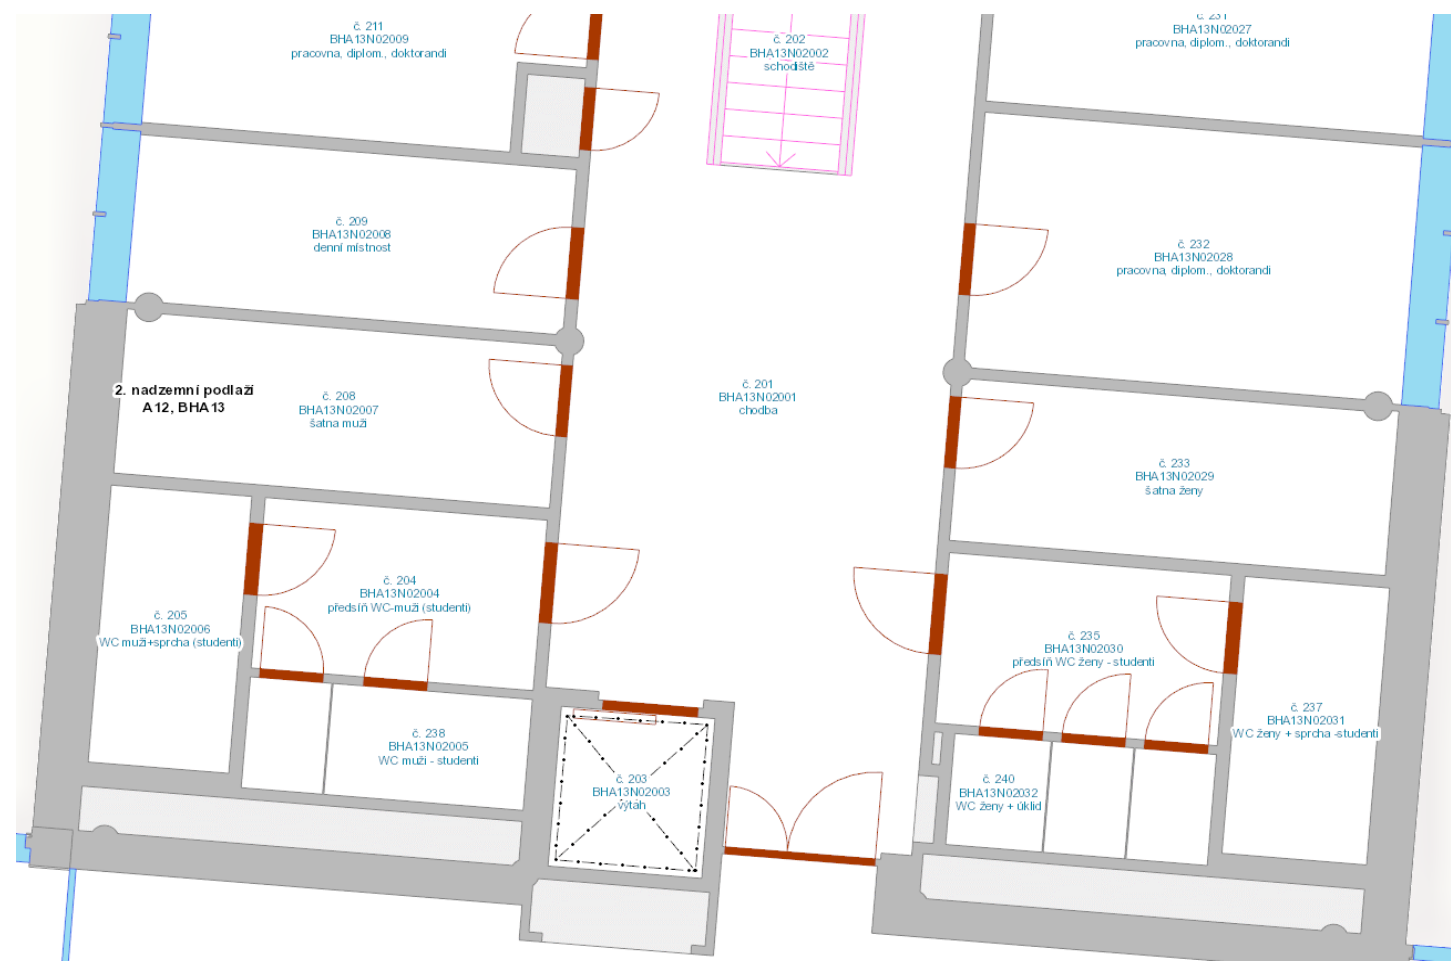 č. 211
BHA13N02009
pracovna, diplom., doktorandi
č. 202
BHA13N02002
schodiště
č. 231
BHA13N02027
pracovna, diplom., doktorandi
č. 209
BHA13N02008
denní místnost
č. 232
BHA13N02028
pracovna, diplom., doktorandi
2. nadzemní podlaží
A12, BHA13
č. 208
BHA13N02007
šatna muži
č. 201
BHA13N02001
chodba
č. 233
BHA13N02029
šatna ženy
č. 204
BHA13N02004
předsíň WC-muži (studenti)
č. 205
BHA13N02006
WC muži+sprcha (studenti)
č. 235
BHA13N02030
předsíň WC ženy - studenti
č. 237
BHA13N02031
WC ženy + sprcha -studenti
č. 238
BHA13N02005
WC muži - studenti
č. 203
BHA13N02003
výtah
č. 240
BHA13N02032
WC ženy + úklid